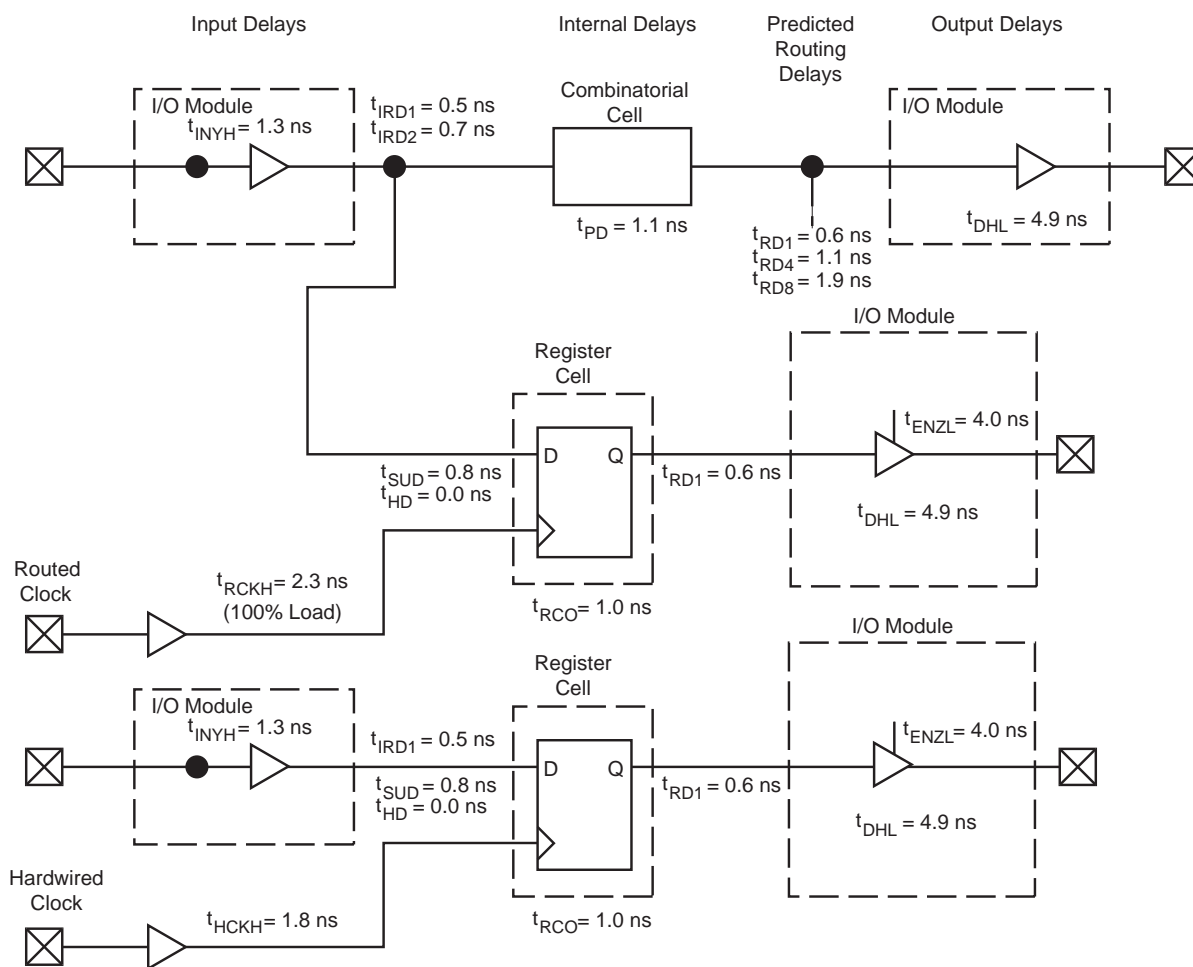 Input Delays
Internal Delays
Predicted
Routing
Delays
Output Delays
I/O Module
tINYH = 1.3 ns
tIRD1 = 0.5 ns
tIRD2 = 0.7 ns
Combinatorial
Cell
tPD = 1.1 ns
I/O Module
tDHL = 4.9 ns
tRD1 = 0.6 ns
tRD4 = 1.1 ns
tRD8 = 1.9 ns
I/O Module
Register
Cell
tENZL = 4.0 ns
D
Q
tSUD = 0.8 ns
tHD = 0.0 ns
tRD1 = 0.6 ns
tDHL = 4.9 ns
Routed
Clock
tRCKH = 2.3 ns
(100% Load)
tRCO = 1.0 ns
I/O Module
Register
Cell
I/O Module
tINYH = 1.3 ns
tIRD1 = 0.5 ns
tENZL = 4.0 ns
D
Q
tSUD = 0.8 ns
tHD = 0.0 ns
tRD1 = 0.6 ns
tDHL = 4.9 ns
Hardwired
Clock
tHCKH = 1.8 ns
tRCO = 1.0 ns